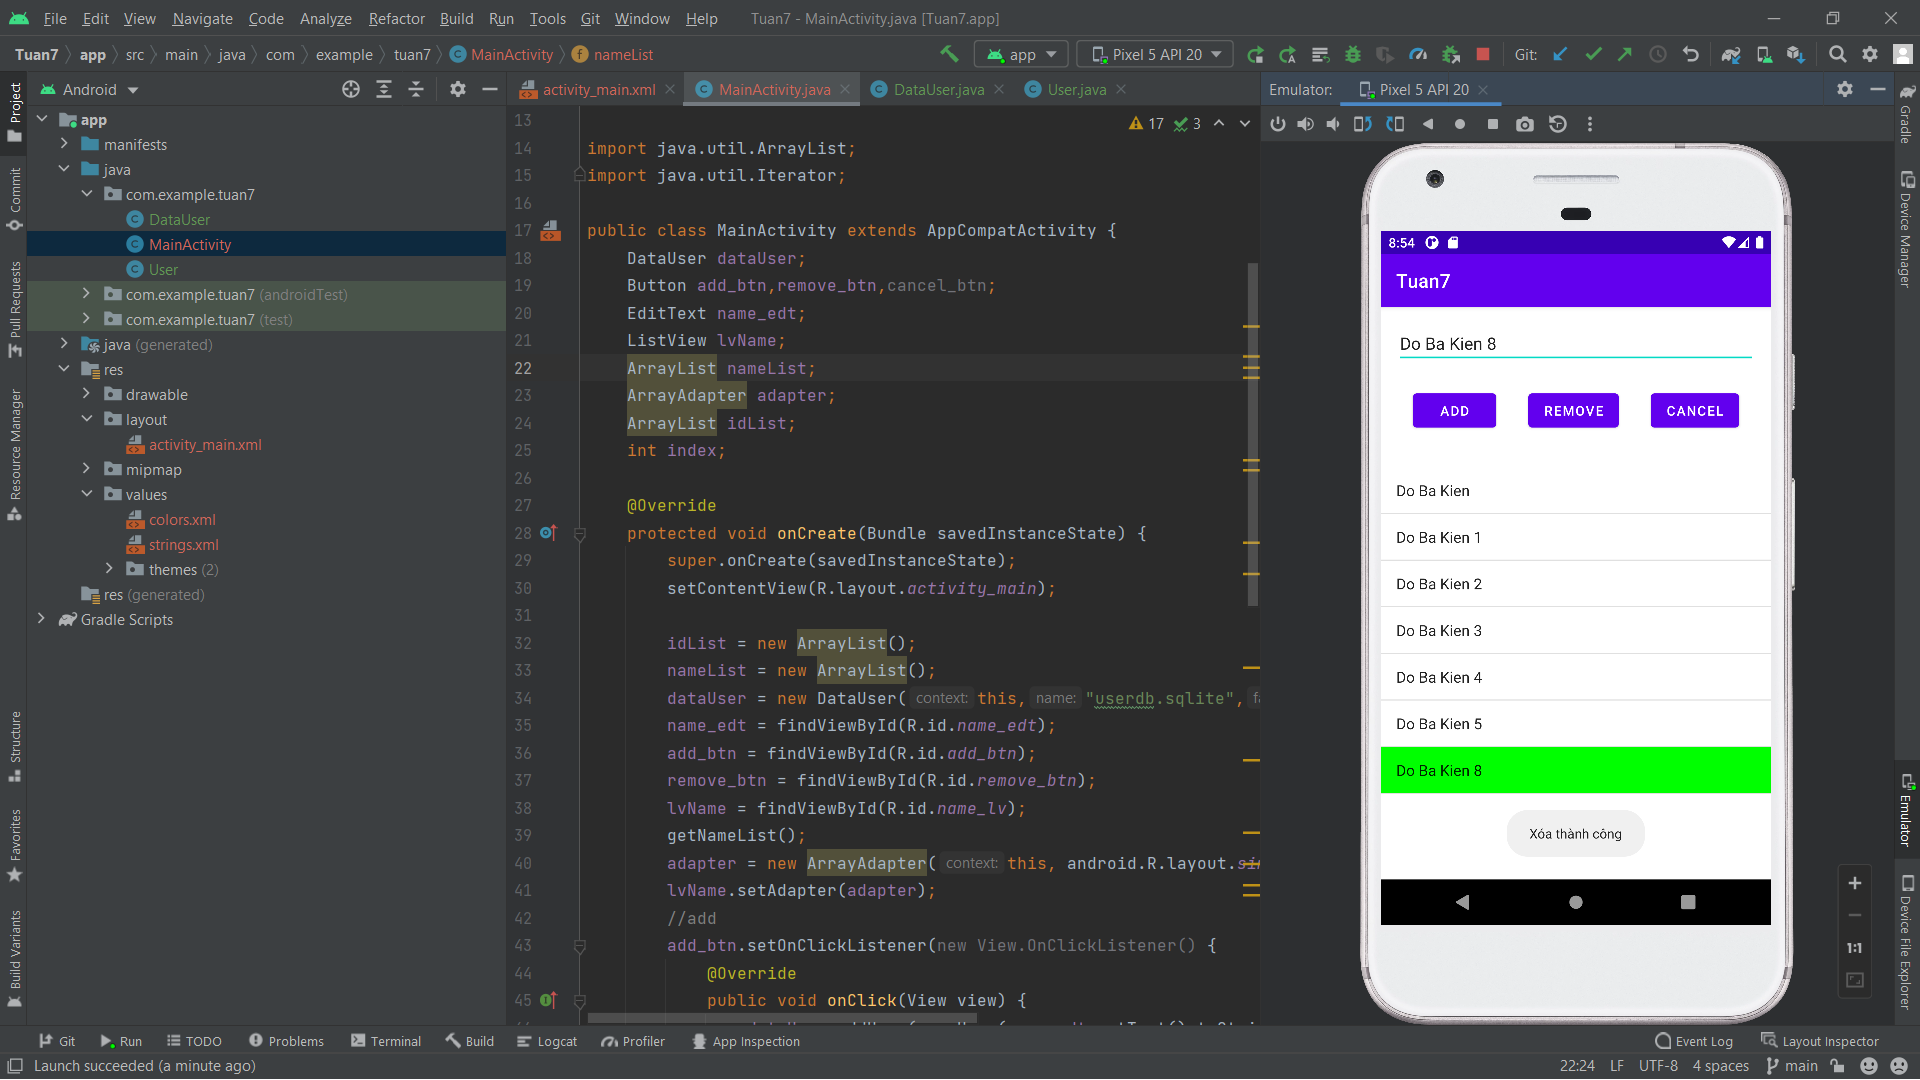 File Edit View Navigate Code Analyze Refactor Build Run Tools Git Window Help Tuan7 - MainActivity.java [Tuan7.app]
Tuan7 app src main java com example tuan7 MainActivity nameList app Pixel 5 API 20 Git:
Android
activity_main.xml MainActivity.java DataUser.java User.java
Emulator: Pixel 5 API 20
Project
Commit
Pull Requests
Resource Manager
Structure
Favorites
Build Variants
app
manifests
java
com.example.tuan7
DataUser
MainActivity
User
com.example.tuan7 (androidTest)
com.example.tuan7 (test)
java (generated)
res
drawable
layout
activity_main.xml
mipmap
values
colors.xml
strings.xml
themes (2)
res (generated)
Gradle Scripts
17 3
13
14 import java.util.ArrayList;
15 import java.util.Iterator;
16
17 public class MainActivity extends AppCompatActivity {
18 DataUser dataUser;
19 Button add_btn,remove_btn,cancel_btn;
20 EditText name_edt;
21 ListView lvName;
22 ArrayList nameList;
23 ArrayAdapter adapter;
24 ArrayList idList;
25 int index;
26
27 @Override
28 protected void onCreate(Bundle savedInstanceState) {
29 super.onCreate(savedInstanceState);
30 setContentView(R.layout.activity_main);
31
32 idList = new ArrayList();
33 nameList = new ArrayList();
34 dataUser = new DataUser( context: this, name: "userdb.sqlite",
35 name_edt = findViewById(R.id.name_edt);
36 add_btn = findViewById(R.id.add_btn);
37 remove_btn = findViewById(R.id.remove_btn);
38 lvName = findViewById(R.id.name_lv);
39 getNameList();
40 adapter = new ArrayAdapter( context: this, android.R.layout.si
41 lvName.setAdapter(adapter);
42 //add
43 add_btn.setOnClickListener(new View.OnClickListener() {
44 @Override
45 public void onClick(View view) {
8:54
Tuan7
Do Ba Kien 8
ADD REMOVE CANCEL
Do Ba Kien
Do Ba Kien 1
Do Ba Kien 2
Do Ba Kien 3
Do Ba Kien 4
Do Ba Kien 5
Do Ba Kien 8
Xóa thành công
1:1
Gradle
Device Manager
Emulator
Device File Explorer
Git Run TODO Problems Terminal Build Logcat Profiler App Inspection Event Log Layout Inspector
Launch succeeded (a minute ago) 22:24 LF UTF-8 4 spaces main